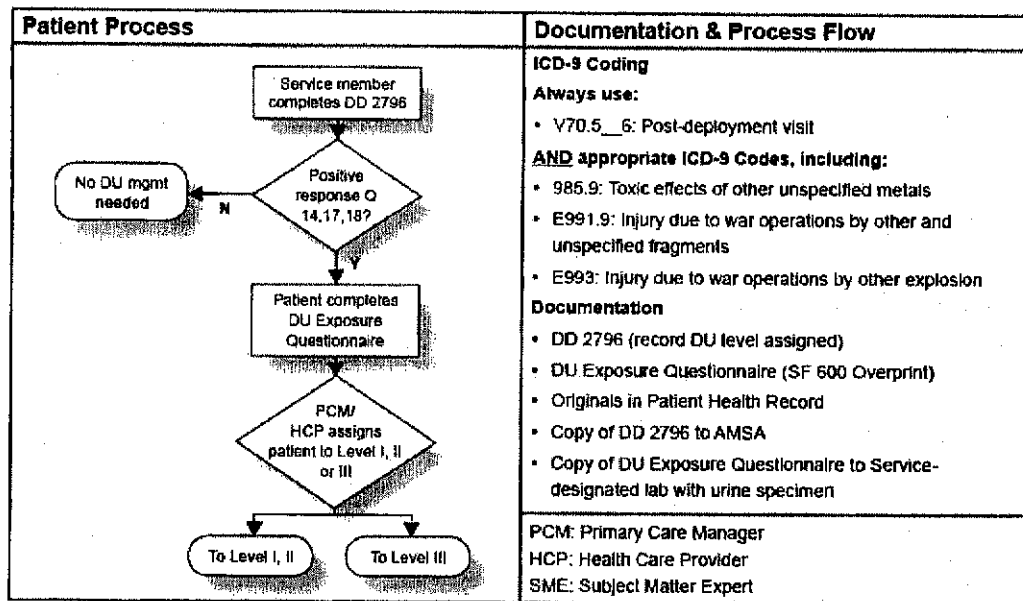 Patient Process
Service member
completes DD 2796
Positive
response Q
14,17,18?
No DU mgmt
needed
N
Y
Patient completes
DU Exposure
Questionnaire
PCM/
HCP assigns
patient to Level I, II
or III
To Level I, II
To Level III
Documentation & Process Flow
ICD-9 Coding
Always use:
• V70.5__6: Post-deployment visit
AND appropriate ICD-9 Codes, including:
• 985.9: Toxic effects of other unspecified metals
• E991.9: Injury due to war operations by other and
unspecified fragments
• E993: Injury due to war operations by other explosion
Documentation
• DD 2796 (record DU level assigned)
• DU Exposure Questionnaire (SF 600 Overprint)
• Originals in Patient Health Record
• Copy of DD 2796 to AMSA
• Copy of DU Exposure Questionnaire to Service-
designated lab with urine specimen
PCM: Primary Care Manager
HCP: Health Care Provider
SME: Subject Matter Expert